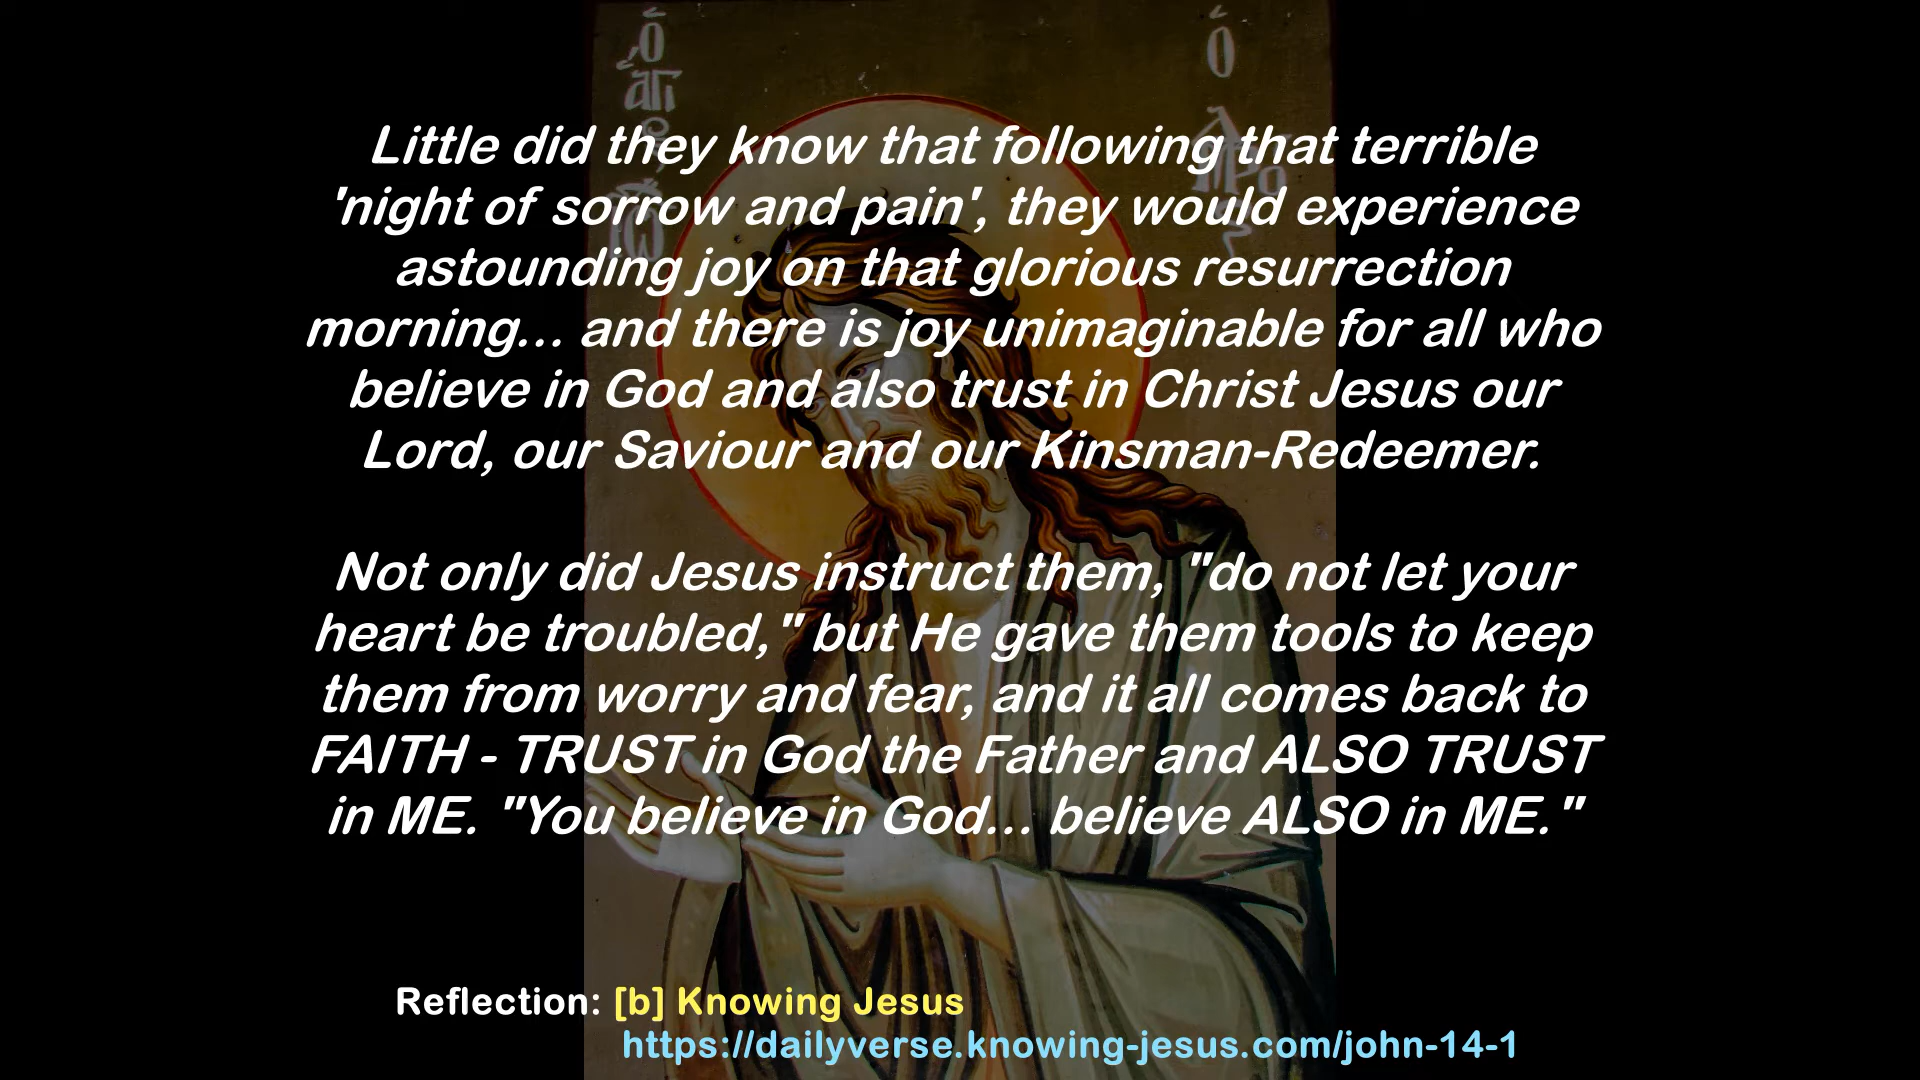 Little did they know that following that terrible
'night of sorrow and pain', they would experience
astounding joy on that glorious resurrection
morning... and there is joy unimaginable for all who
believe in God and also trust in Christ Jesus our
Lord, our Saviour and our Kinsman-Redeemer.
Not only did Jesus instruct them, "do not let your
heart be troubled," but He gave them tools to keep
them from worry and fear, and it all comes back to
FAITH - TRUST in God the Father and ALSO TRUST
in ME. "You believe in God... believe ALSO in ME."
Reflection: [b] Knowing Jesus
https://dailyverse.knowing-jesus.com/john-14-1